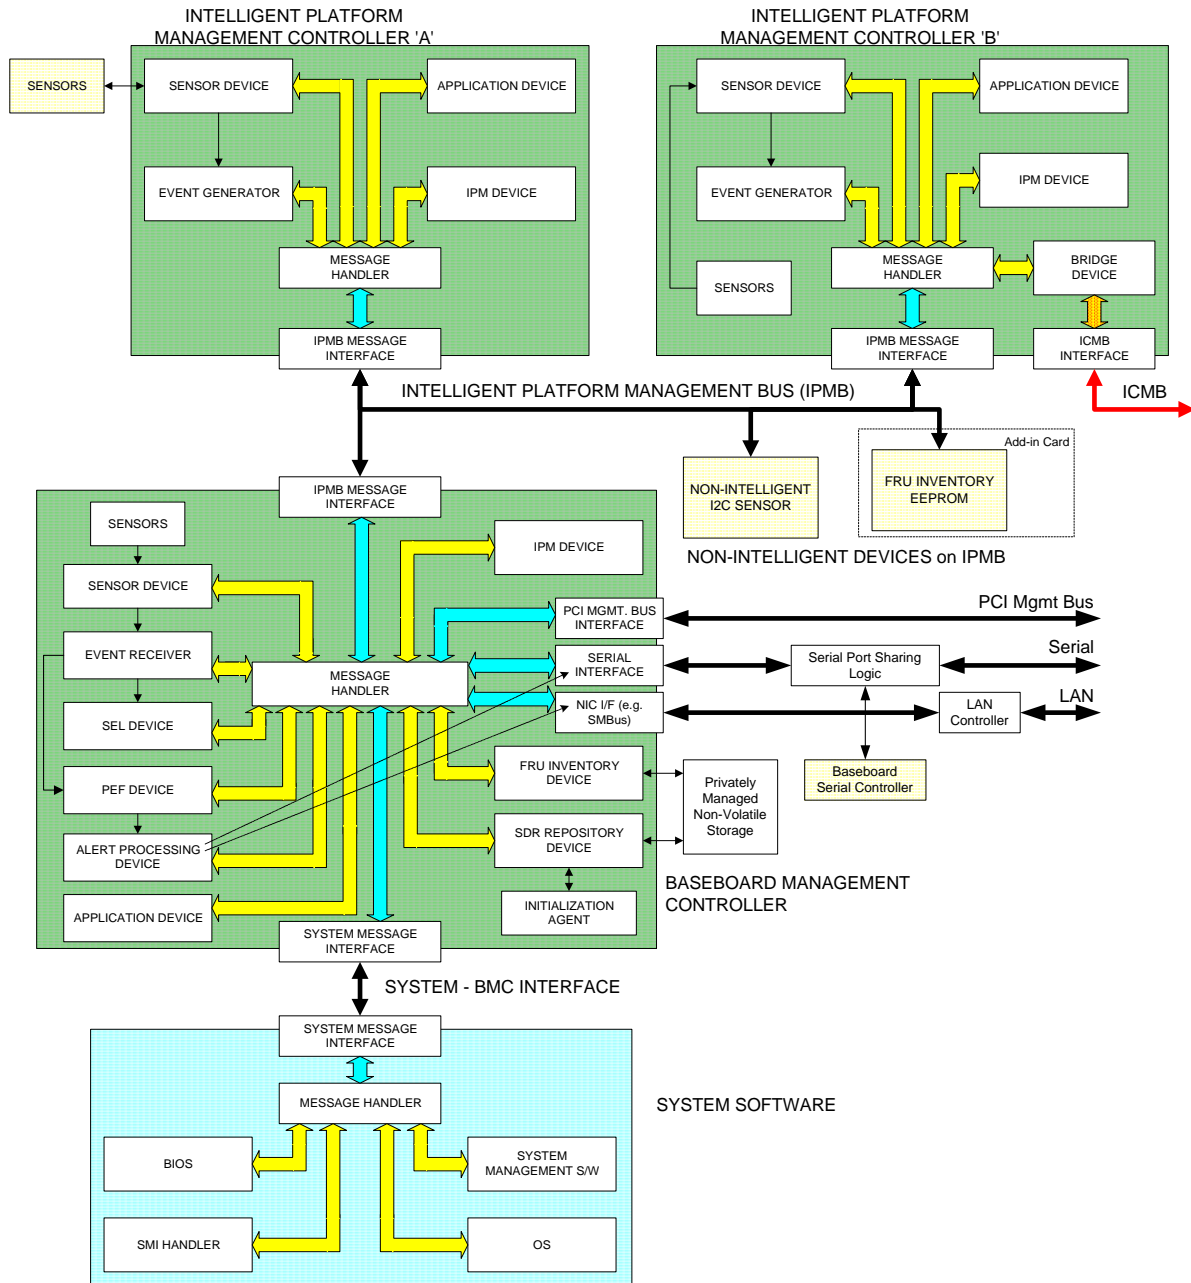 INTELLIGENT PLATFORM
MANAGEMENT CONTROLLER 'A'
INTELLIGENT PLATFORM
MANAGEMENT CONTROLLER 'B'
SENSORS
SENSOR DEVICE
APPLICATION DEVICE
EVENT GENERATOR
IPM DEVICE
MESSAGE
HANDLER
IPMB MESSAGE
INTERFACE
SENSOR DEVICE
APPLICATION DEVICE
EVENT GENERATOR
IPM DEVICE
MESSAGE
HANDLER
BRIDGE
DEVICE
SENSORS
IPMB MESSAGE
INTERFACE
ICMB
INTERFACE
INTELLIGENT PLATFORM MANAGEMENT BUS (IPMB)
ICMB
Add-in Card
NON-INTELLIGENT
I2C SENSOR
FRU INVENTORY
EEPROM
NON-INTELLIGENT DEVICES on IPMB
IPMB MESSAGE
INTERFACE
SENSORS
IPM DEVICE
SENSOR DEVICE
PCI MGMT. BUS
INTERFACE
PCI Mgmt Bus
EVENT RECEIVER
MESSAGE
HANDLER
SERIAL
INTERFACE
Serial Port Sharing
Logic
Serial
SEL DEVICE
NIC I/F (e.g.
SMBus)
LAN
Controller
LAN
PEF DEVICE
FRU INVENTORY
DEVICE
Privately
Managed
Non-Volatile
Storage
Baseboard
Serial Controller
ALERT PROCESSING
DEVICE
SDR REPOSITORY
DEVICE
APPLICATION DEVICE
INITIALIZATION
AGENT
BASEBOARD MANAGEMENT
CONTROLLER
SYSTEM MESSAGE
INTERFACE
SYSTEM - BMC INTERFACE
SYSTEM MESSAGE
INTERFACE
MESSAGE HANDLER
SYSTEM SOFTWARE
BIOS
SYSTEM
MANAGEMENT S/W
SMI HANDLER
OS